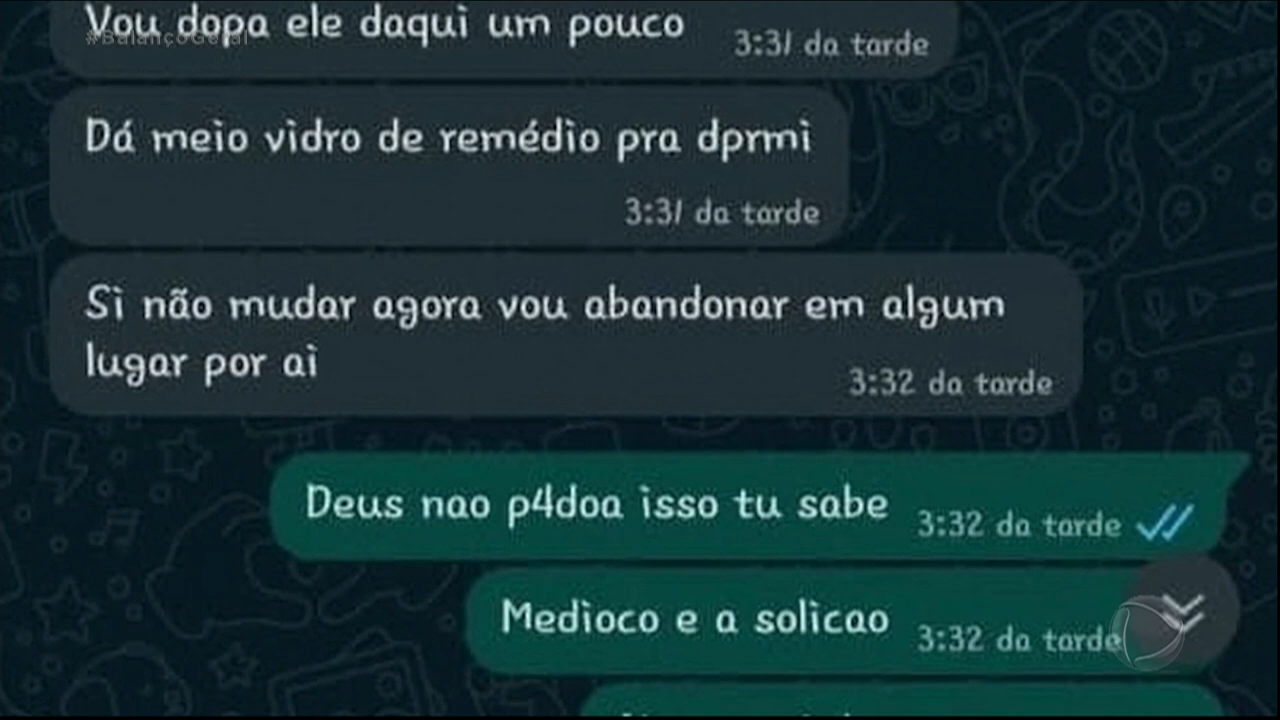 Vou dopa ele daqui um pouco
#BalançoGeral
3:31 da tarde
Dá meio vidro de remédio pra dprmi
3:31 da tarde
Si não mudar agora vou abandonar em algum
lugar por ai
3:32 da tarde
Deus nao p4doa isso tu sabe 3:32 da tarde
Medioco e a solicao 3:32 da tarde